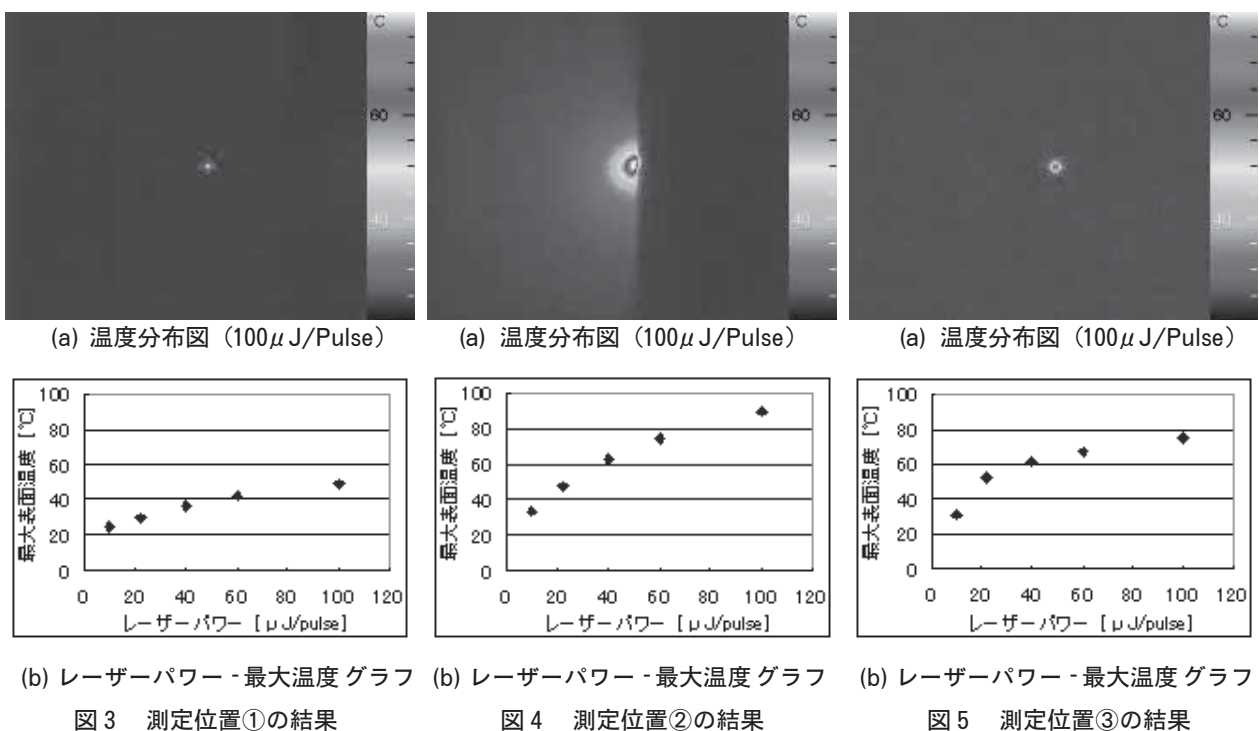 ℃
60
40
(a) 温度分布図（100μJ/Pulse）
最大表面温度 [℃]
100
80
60
40
20
0
0 20 40 60 80 100 120
レーザーパワー [μJ/pulse]
(b) レーザーパワー - 最大温度 グラフ
図3 測定位置①の結果
℃
60
40
(a) 温度分布図（100μJ/Pulse）
最大表面温度 [℃]
100
80
60
40
20
0
0 20 40 60 80 100 120
レーザーパワー [μJ/pulse]
(b) レーザーパワー - 最大温度 グラフ
図4 測定位置②の結果
℃
60
40
(a) 温度分布図（100μJ/Pulse）
最大表面温度 [℃]
100
80
60
40
20
0
0 20 40 60 80 100 120
レーザーパワー [μJ/pulse]
(b) レーザーパワー - 最大温度 グラフ
図5 測定位置③の結果